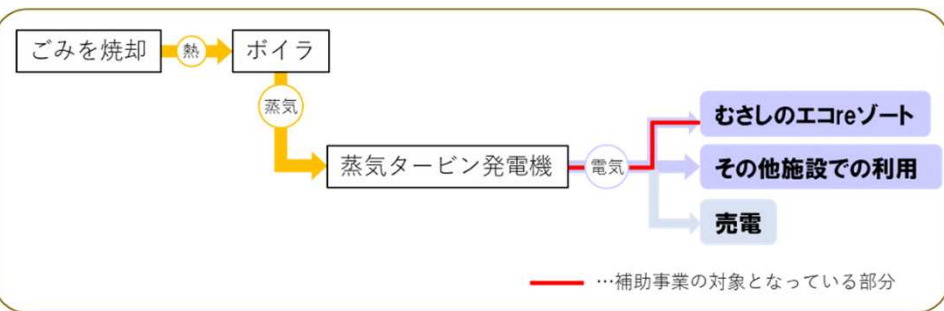 ごみを焼却
熱
ボイラ
蒸気
蒸気タービン発電機
電気
むさしのエコreゾート
その他施設での利用
売電
…補助事業の対象となっている部分